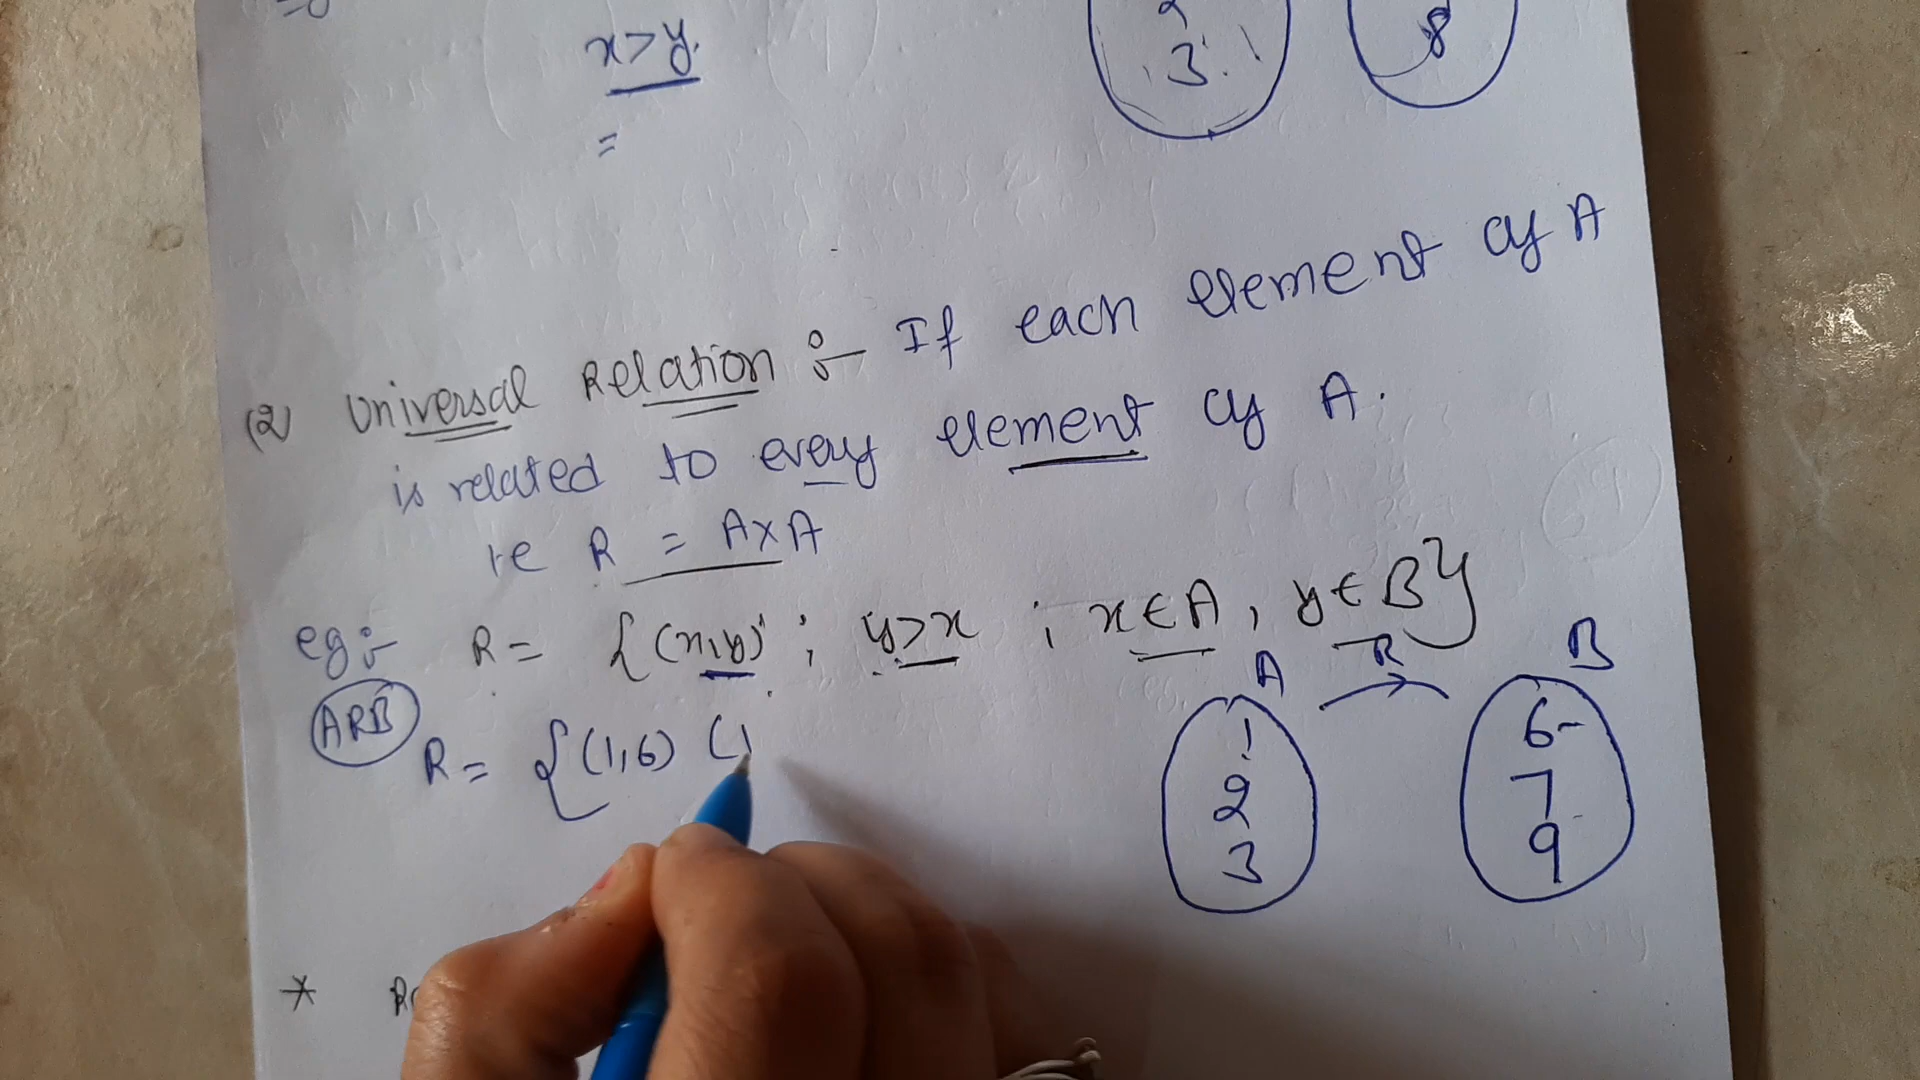 x>y.
=
3
8
(2) Universal Relation :- If each element of A
is related to every element of A.
ie R = A×A
eg:- R = {(x,y) ; y>x ; x∈A, y∈B}
A R B
ARB
R = {(1,6) (1
1
2
3
6
7
9
*